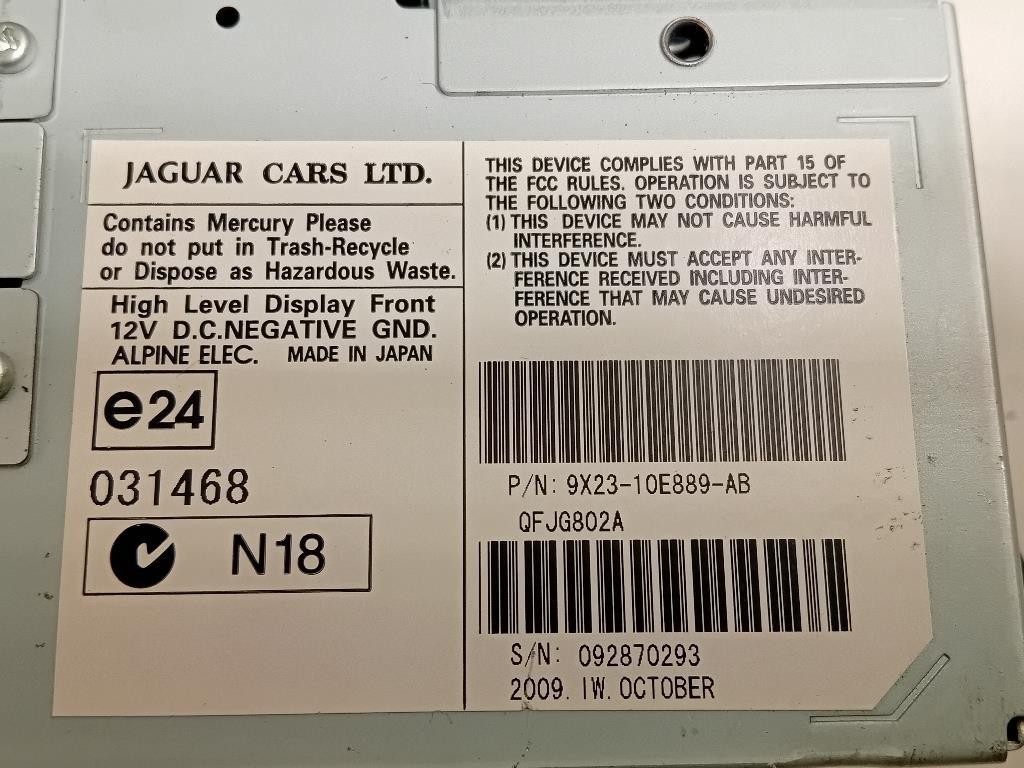 JAGUAR CARS LTD.
Contains Mercury Please
do not put in Trash-Recycle
or Dispose as Hazardous Waste.
High Level Display Front
12V D.C.NEGATIVE GND.
ALPINE ELEC. MADE IN JAPAN
e24
031468
N18
THIS DEVICE COMPLIES WITH PART 15 OF
THE FCC RULES. OPERATION IS SUBJECT TO
THE FOLLOWING TWO CONDITIONS:
(1) THIS DEVICE MAY NOT CAUSE HARMFUL
INTERFERENCE.
(2) THIS DEVICE MUST ACCEPT ANY INTER-
FERENCE RECEIVED INCLUDING INTER-
FERENCE THAT MAY CAUSE UNDESIRED
OPERATION.
P/N: 9X23-10E889-AB
QFJG802A
S/N: 092870293
2009. IW. OCTOBER